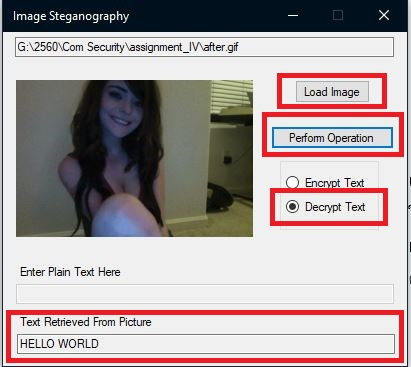 Image Steganography
G:\2560\Com Security\assignment_IV\after.gif
Load Image
Perfom Operation
Encrypt Text
Decrypt Text
Enter Plain Text Here
Text Retrieved From Picture
HELLO WORLD